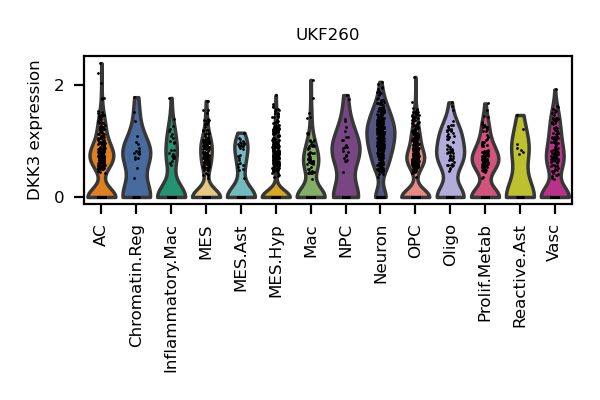 UKF260
DKK3 expression
2
0
AC
Chromatin.Reg
Inflammatory.Mac
MES
MES.Ast
MES.Hyp
Mac
NPC
Neuron
OPC
Oligo
Prolif.Metab
Reactive.Ast
Vasc